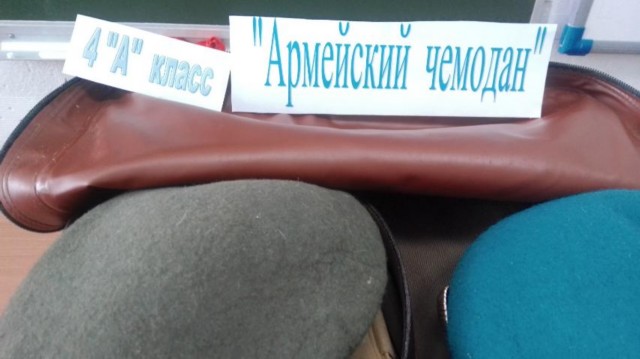 4 "А" класс
"Армейский чемодан"